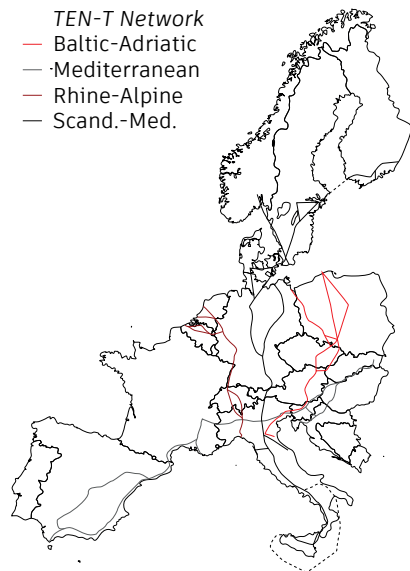 TEN-T Network
Baltic-Adriatic
Mediterranean
Rhine-Alpine
Scand.-Med.